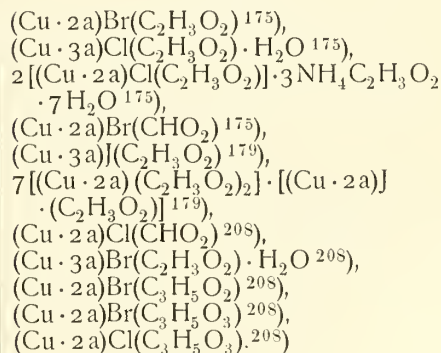 (Cu · 2a)Br(C₂H₃O₂) ¹⁷⁵),
(Cu · 3a)Cl(C₂H₃O₂) · H₂O ¹⁷⁵),
2[(Cu · 2a)Cl(C₂H₃O₂)] · 3NH₄C₂H₃O₂
· 7H₂O ¹⁷⁵),
(Cu · 2a)Br(CHO₂) ¹⁷⁵),
(Cu · 3a)J(C₂H₃O₂) ¹⁷⁹),
7[(Cu · 2a)(C₂H₃O₂)₂] · [(Cu · 2a)J
· (C₂H₃O₂)] ¹⁷⁹),
(Cu · 2a)Cl(CHO₂) ²⁰⁸),
(Cu · 3a)Br(C₂H₃O₂) · H₂O ²⁰⁸),
(Cu · 2a)Br(C₃H₅O₂) ²⁰⁸),
(Cu · 2a)Br(C₃H₅O₃) ²⁰⁸),
(Cu · 2a)Cl(C₃H₅O₃).²⁰⁸)